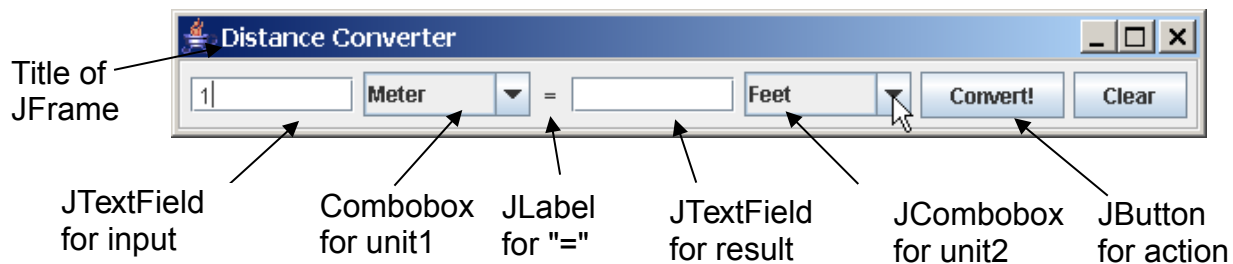 Distance Converter
Title of
JFrame
1
Meter
=
Feet
Convert!
Clear
JTextField
for input
Combobox
for unit1
JLabel
for "="
JTextField
for result
JCombobox
for unit2
JButton
for action